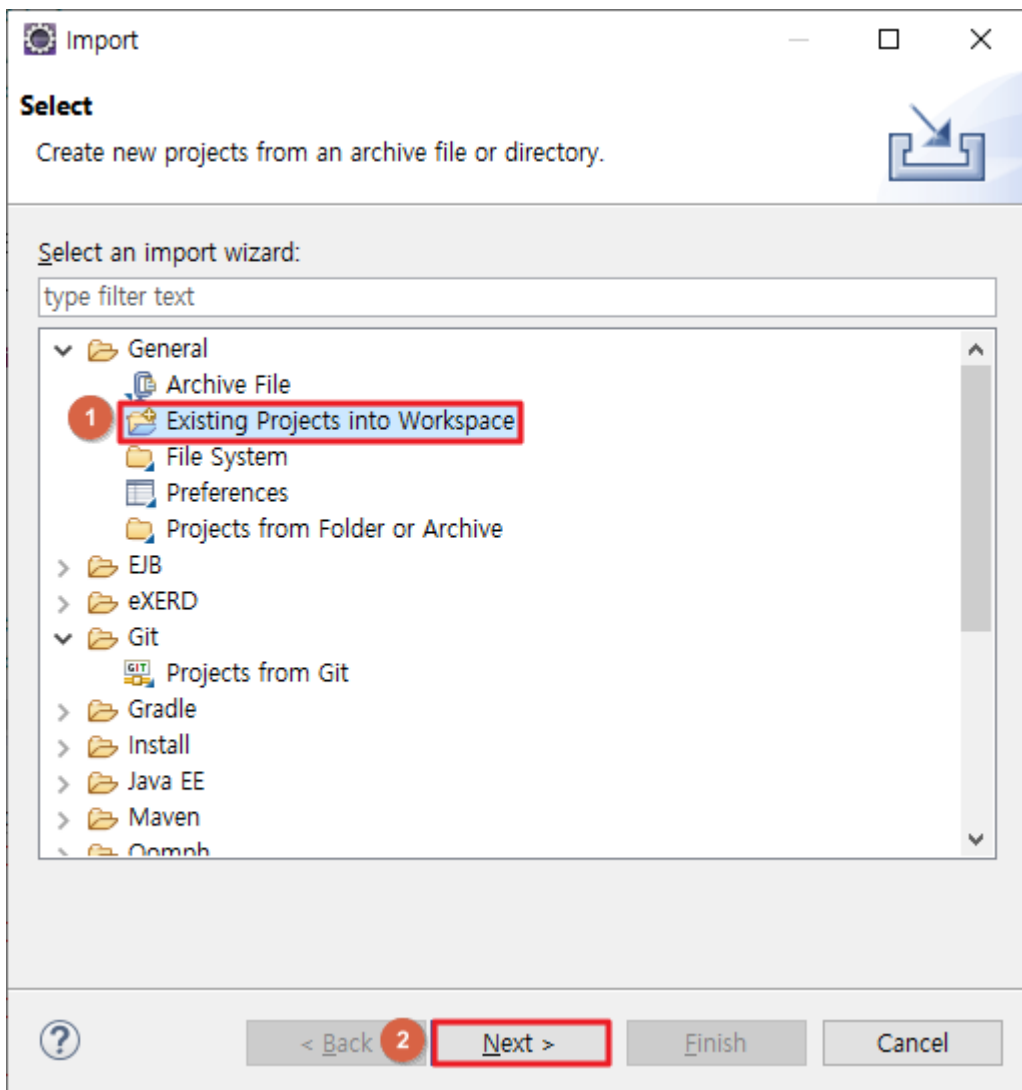 Import
Select
Create new projects from an archive file or directory.
Select an import wizard:
type filter text
General
Archive File
1 Existing Projects into Workspace
File System
Preferences
Projects from Folder or Archive
EJB
eXERD
Git
GIT Projects from Git
Gradle
Install
Java EE
Maven
Oomph
? < Back 2 Next > Finish Cancel